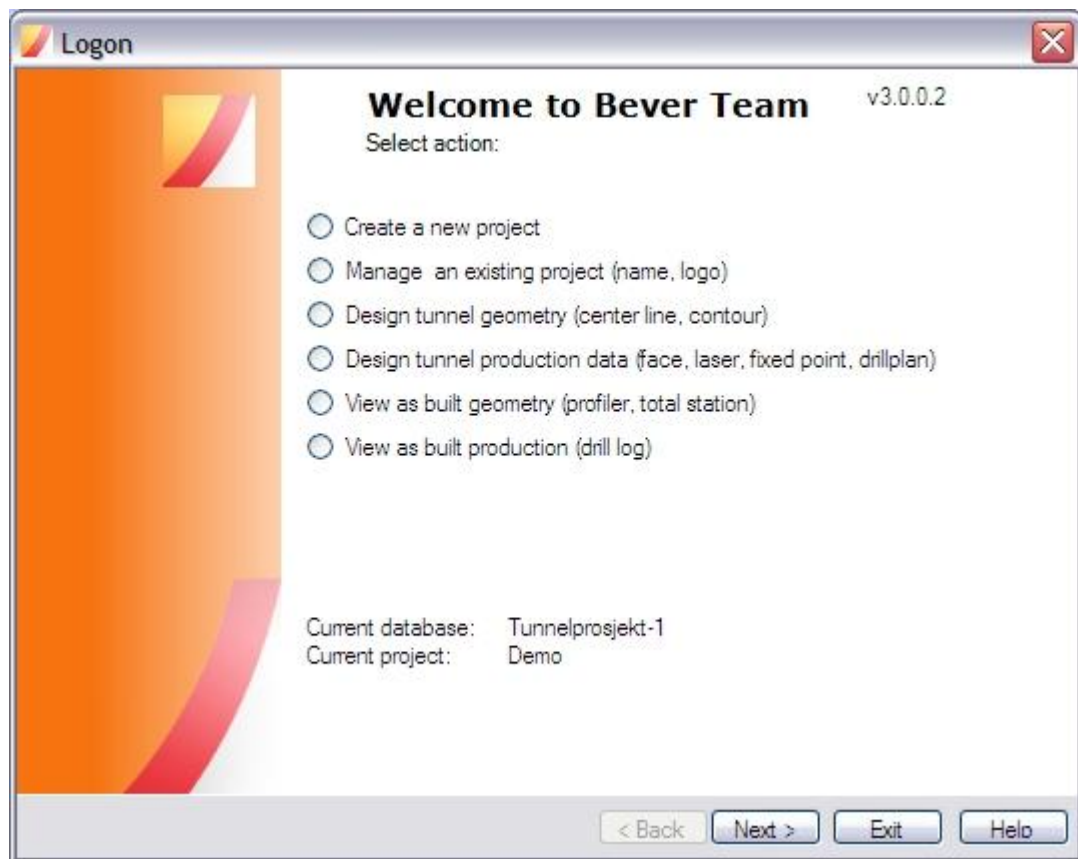 Logon
Welcome to Bever Team v3.0.0.2
Select action:
Create a new project
Manage an existing project (name, logo)
Design tunnel geometry (center line, contour)
Design tunnel production data (face, laser, fixed point, drillplan)
View as built geometry (profiler, total station)
View as built production (drill log)
Current database: Tunnelprosjekt-1
Current project: Demo
< Back Next > Exit Help